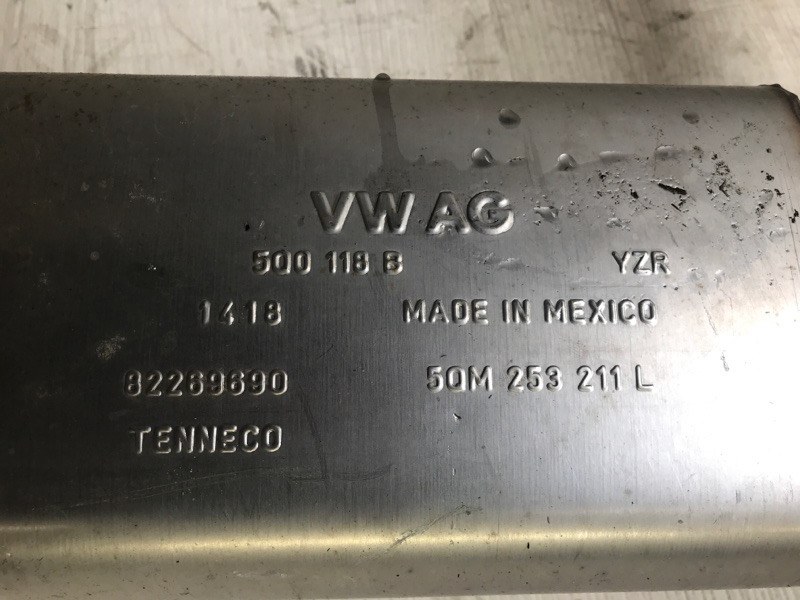 VW AG
5Q0 118 B YZR
1418 MADE IN MEXICO
82269690 5QM 253 211 L
TENNECO